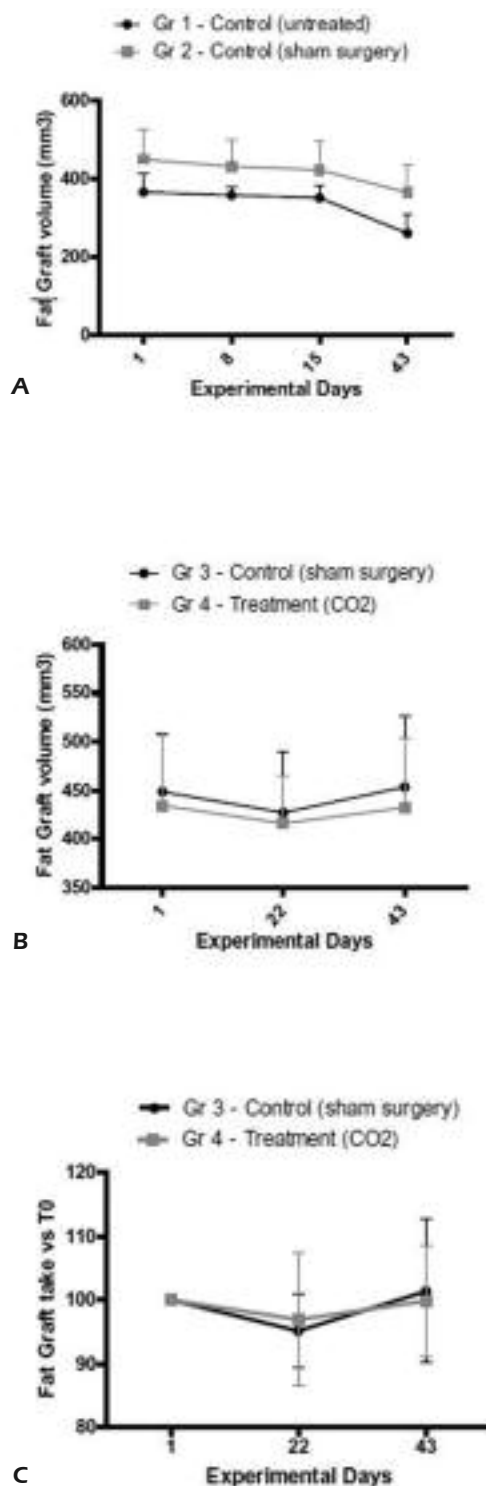 Gr 1 - Control (untreated)
Gr 2 - Control (sham surgery)
600
400
200
0
Fat Graft volume (mm3)
1
8
15
43
Experimental Days
A
Gr 3 - Control (sham surgery)
Gr 4 - Treatment (CO2)
600
550
500
450
400
350
Fat Graft volume (mm3)
1
22
43
Experimental Days
B
Gr 3 - Control (sham surgery)
Gr 4 - Treatment (CO2)
120
110
100
90
80
Fat Graft take vs T0
1
22
43
Experimental Days
C